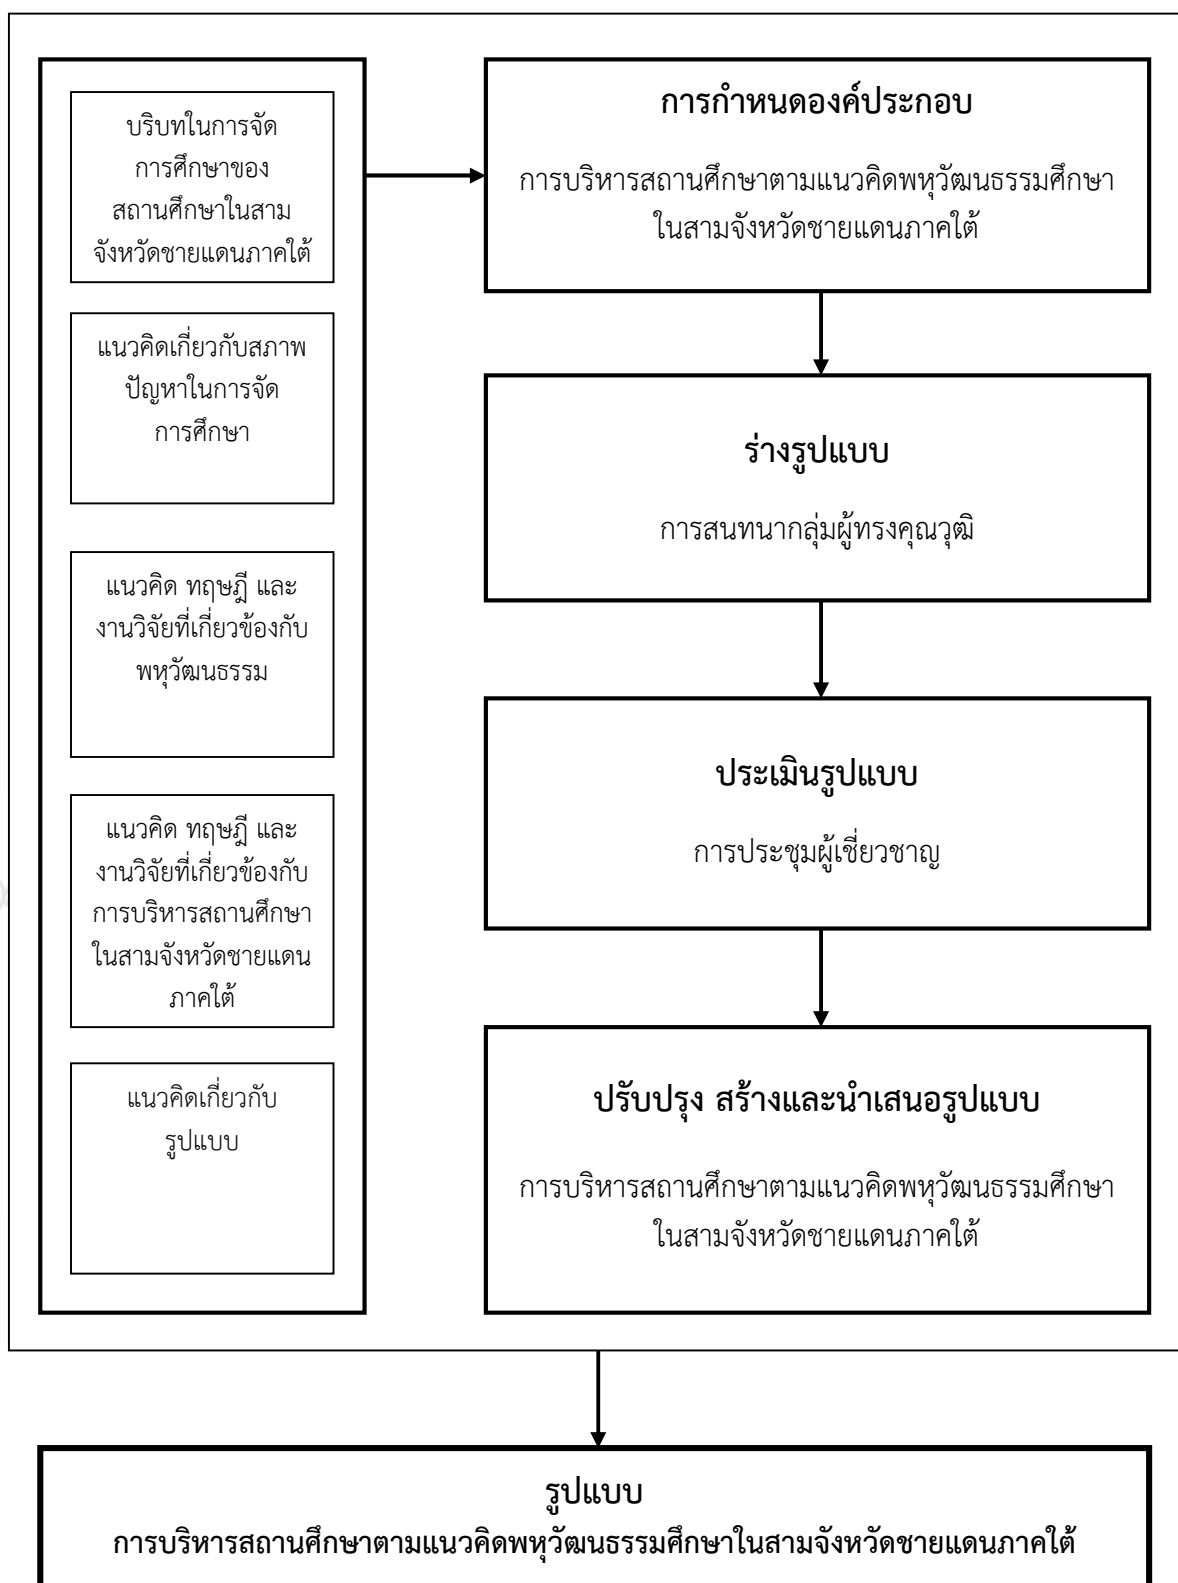 บริบทในการจัด
การศึกษาของ
สถานศึกษาในสาม
จังหวัดชายแดนภาคใต้
แนวคิดเกี่ยวกับสภาพ
ปัญหาในการจัด
การศึกษา
แนวคิด ทฤษฎี และ
งานวิจัยที่เกี่ยวข้องกับ
พหุวัฒนธรรม
แนวคิด ทฤษฎี และ
งานวิจัยที่เกี่ยวข้องกับ
การบริหารสถานศึกษา
ในสามจังหวัดชายแดน
ภาคใต้
แนวคิดเกี่ยวกับ
รูปแบบ
การกำหนดองค์ประกอบ
การบริหารสถานศึกษาตามแนวคิดพหุวัฒนธรรมศึกษา
ในสามจังหวัดชายแดนภาคใต้
ร่างรูปแบบ
การสนทนากลุ่มผู้ทรงคุณวุฒิ
ประเมินรูปแบบ
การประชุมผู้เชี่ยวชาญ
ปรับปรุง สร้างและนำเสนอรูปแบบ
การบริหารสถานศึกษาตามแนวคิดพหุวัฒนธรรมศึกษา
ในสามจังหวัดชายแดนภาคใต้
รูปแบบ
การบริหารสถานศึกษาตามแนวคิดพหุวัฒนธรรมศึกษาในสามจังหวัดชายแดนภาคใต้